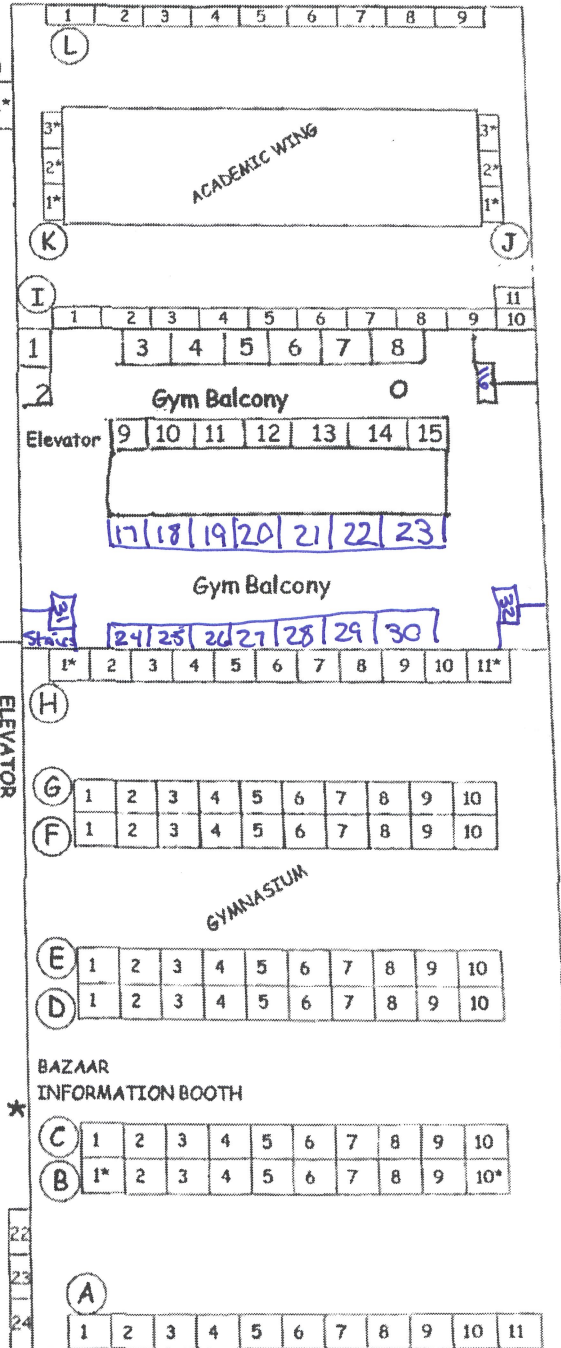 1 2 3 4 5 6 7 8 9
L
*
3* 3*
ACADEMIC WING
2* 2*
1* 1*
K J
I 11
1 2 3 4 5 6 7 8 9 10
1 3 4 5 6 7 8
2 Gym Balcony O 16
Elevator 9 10 11 12 13 14 15
17 18 19 20 21 22 23
Gym Balcony
31 32
Stairs 24 25 26 27 28 29 30
1* 2 3 4 5 6 7 8 9 10 11*
H
ELEVATOR
G 1 2 3 4 5 6 7 8 9 10
F 1 2 3 4 5 6 7 8 9 10
GYMNASIUM
E 1 2 3 4 5 6 7 8 9 10
D 1 2 3 4 5 6 7 8 9 10
BAZAAR
* INFORMATION BOOTH
C 1 2 3 4 5 6 7 8 9 10
B 1* 2 3 4 5 6 7 8 9 10*
22
23
A
24
1 2 3 4 5 6 7 8 9 10 11